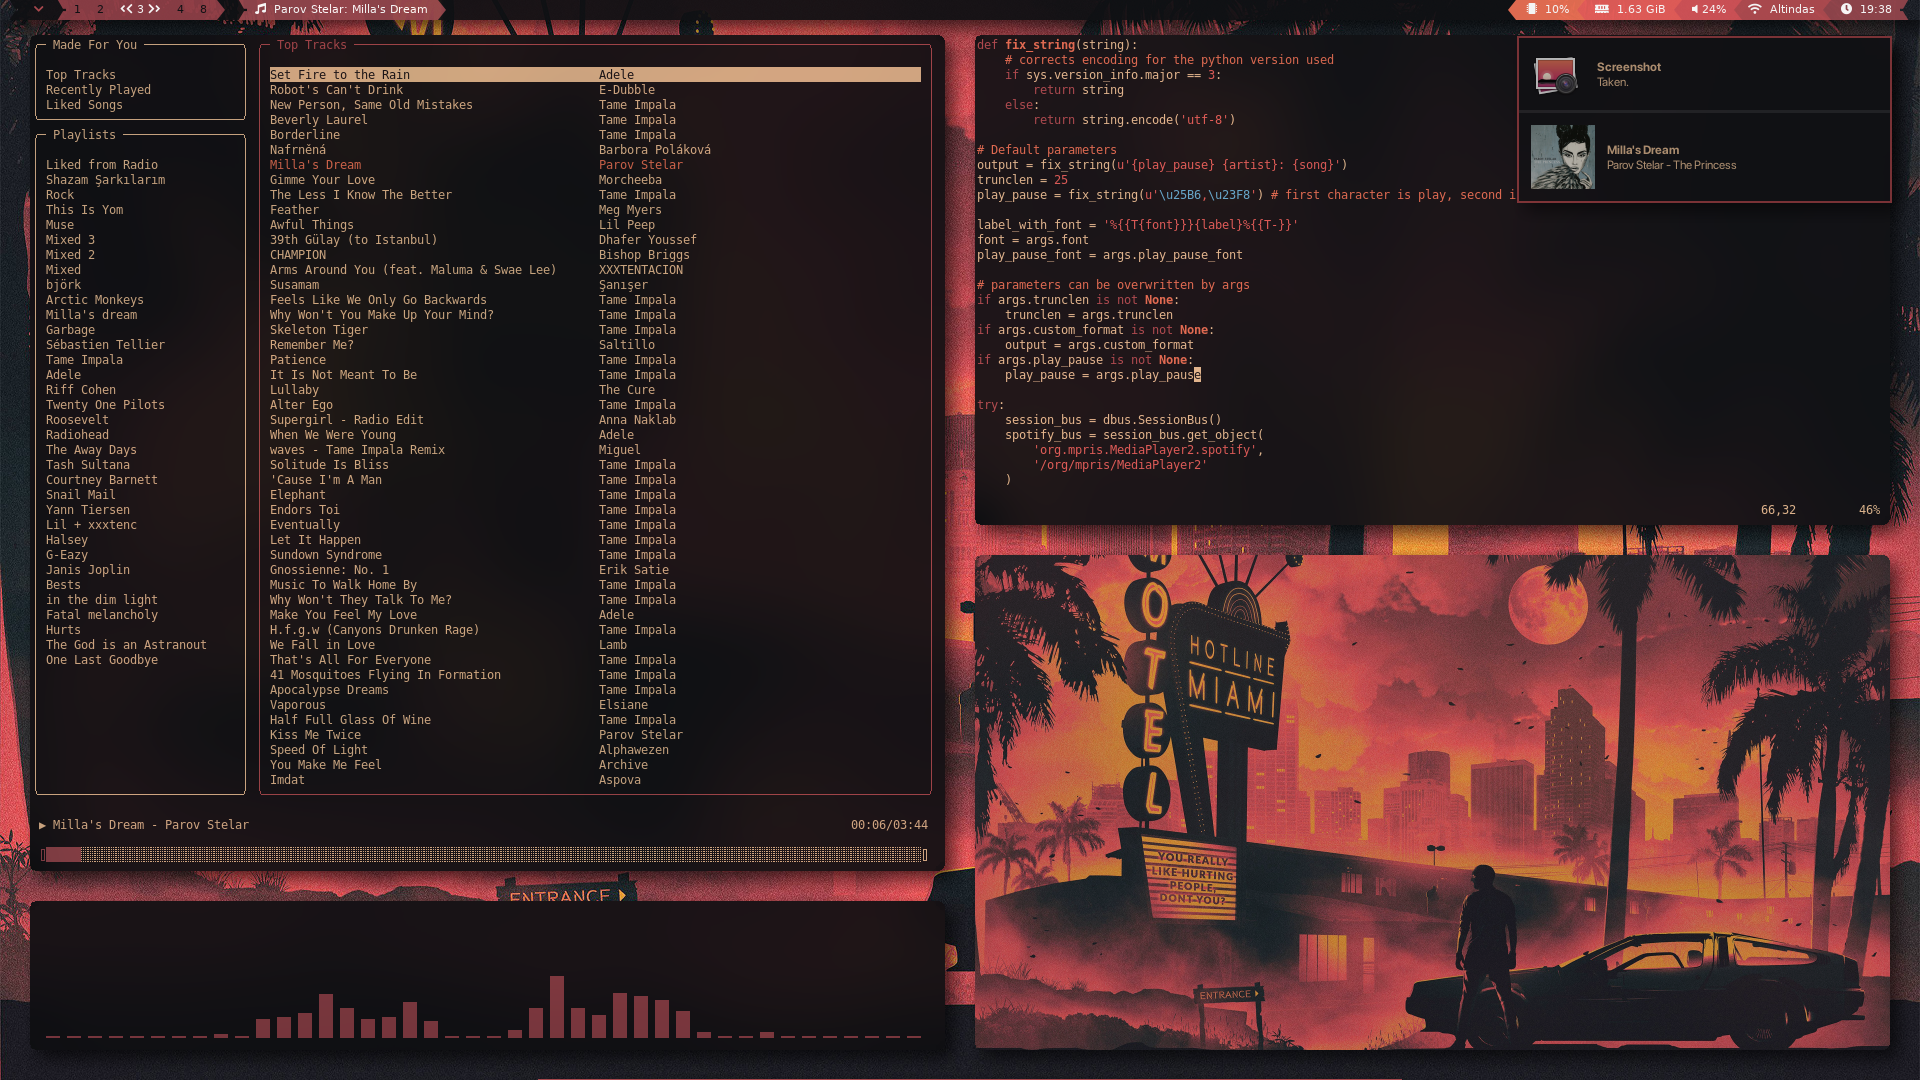 1 2 3 4 8 Parov Stelar: Milla's Dream 10% 1.63 GiB 24% Altindas 19:38
Made For You
Top Tracks
Recently Played
Liked Songs
Playlists
Liked from Radio
Shazam Şarkılarım
Rock
This Is Yom
Muse
Mixed 3
Mixed 2
Mixed
björk
Arctic Monkeys
Milla's dream
Garbage
Sébastien Tellier
Tame Impala
Adele
Riff Cohen
Twenty One Pilots
Roosevelt
Radiohead
The Away Days
Tash Sultana
Courtney Barnett
Snail Mail
Yann Tiersen
Lil + xxxtenc
Halsey
G-Eazy
Janis Joplin
Bests
in the dim light
Fatal melancholy
Hurts
The God is an Astranout
One Last Goodbye
Top Tracks
Set Fire to the Rain Adele
Robot's Can't Drink E-Dubble
New Person, Same Old Mistakes Tame Impala
Beverly Laurel Tame Impala
Borderline Tame Impala
Nafrněná Barbora Poláková
Milla's Dream Parov Stelar
Gimme Your Love Morcheeba
The Less I Know The Better Tame Impala
Feather Meg Myers
Awful Things Lil Peep
39th Gülay (to Istanbul) Dhafer Youssef
CHAMPION Bishop Briggs
Arms Around You (feat. Maluma & Swae Lee) XXXTENTACION
Susamam Şanışer
Feels Like We Only Go Backwards Tame Impala
Why Won't You Make Up Your Mind? Tame Impala
Skeleton Tiger Tame Impala
Remember Me? Saltillo
Patience Tame Impala
It Is Not Meant To Be Tame Impala
Lullaby The Cure
Alter Ego Tame Impala
Supergirl - Radio Edit Anna Naklab
When We Were Young Adele
waves - Tame Impala Remix Miguel
Solitude Is Bliss Tame Impala
'Cause I'm A Man Tame Impala
Elephant Tame Impala
Endors Toi Tame Impala
Eventually Tame Impala
Let It Happen Tame Impala
Sundown Syndrome Tame Impala
Gnossienne: No. 1 Erik Satie
Music To Walk Home By Tame Impala
Why Won't They Talk To Me? Tame Impala
Make You Feel My Love Adele
H.f.g.w (Canyons Drunken Rage) Tame Impala
We Fall in Love Lamb
That's All For Everyone Tame Impala
41 Mosquitoes Flying In Formation Tame Impala
Apocalypse Dreams Tame Impala
Vaporous Elsiane
Half Full Glass Of Wine Tame Impala
Kiss Me Twice Parov Stelar
Speed Of Light Alphawezen
You Make Me Feel Archive
Imdat Aspova
▶ Milla's Dream - Parov Stelar 00:06/03:44
ENTRANCE
def fix_string(string):
# corrects encoding for the python version used
if sys.version_info.major == 3:
return string
else:
return string.encode('utf-8')
# Default parameters
output = fix_string(u'{play_pause} {artist}: {song}')
trunclen = 25
play_pause = fix_string(u'\u25B6,\u23F8') # first character is play, second i
label_with_font = '%{{T{font}}}{label}%{{T-}}'
font = args.font
play_pause_font = args.play_pause_font
# parameters can be overwritten by args
if args.trunclen is not None:
trunclen = args.trunclen
if args.custom_format is not None:
output = args.custom_format
if args.play_pause is not None:
play_pause = args.play_pause
try:
session_bus = dbus.SessionBus()
spotify_bus = session_bus.get_object(
'org.mpris.MediaPlayer2.spotify',
'/org/mpris/MediaPlayer2'
)
66,32 46%
Screenshot
Taken.
Milla's Dream
Parov Stelar - The Princess
OTEL
HOTLINE
MIAMI
YOU REALLY
LIKE HURTING
PEOPLE,
DONT YOU?
ENTRANCE